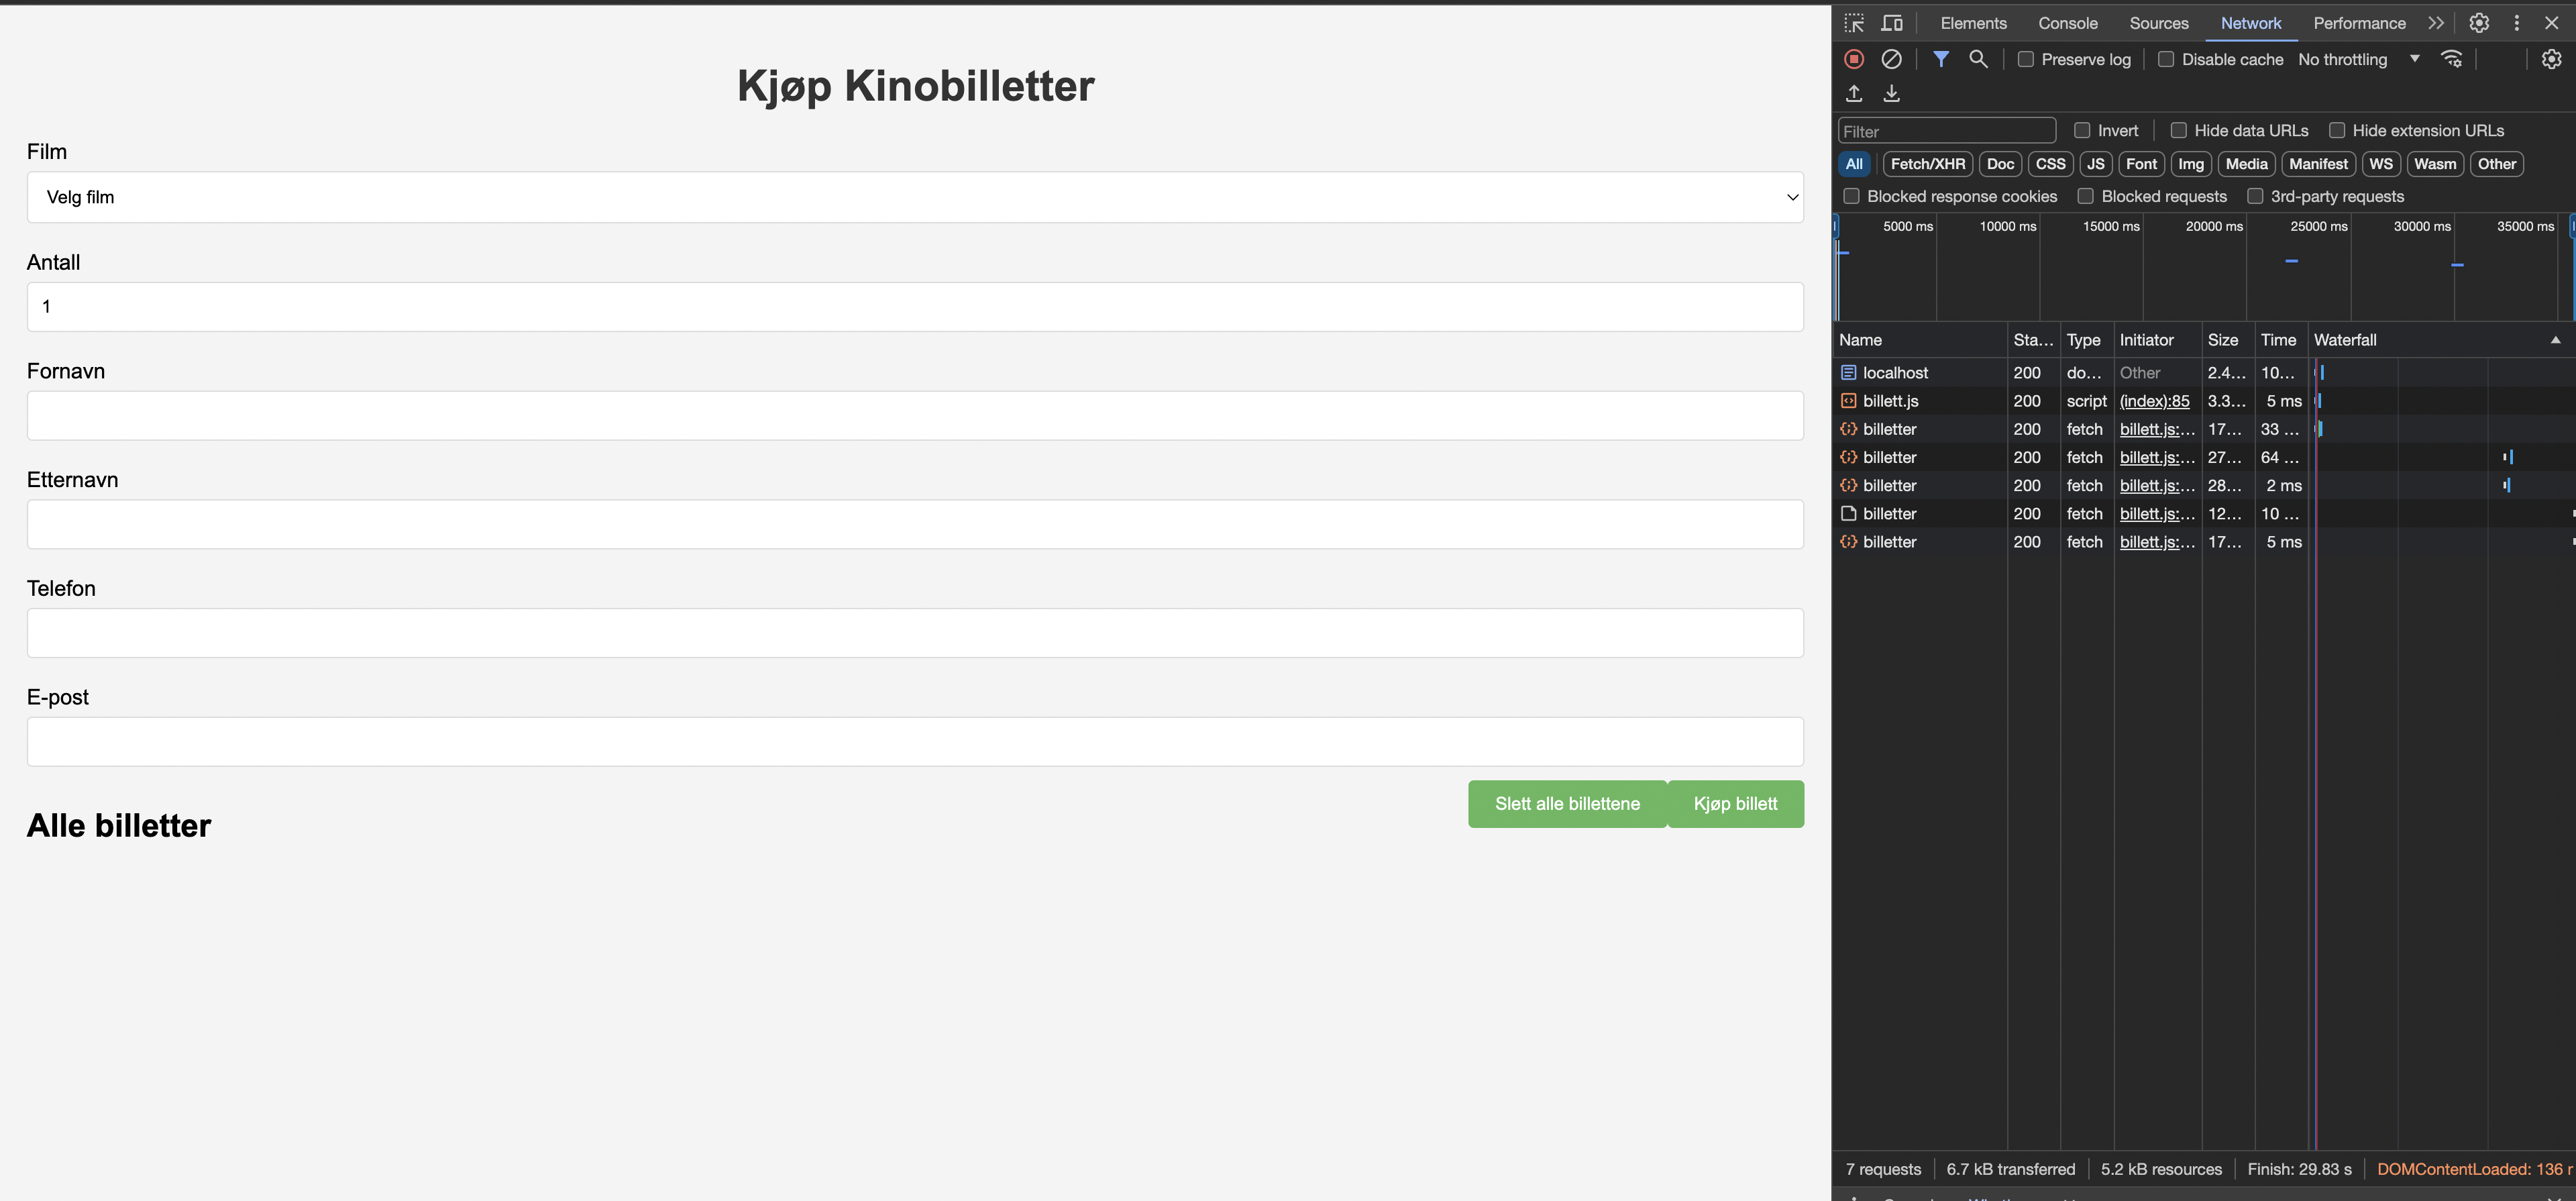 Kjøp Kinobilletter
Film
Velg film
Antall
1
Fornavn
Etternavn
Telefon
E-post
Slett alle billettene Kjøp billett
Alle billetter
Elements Console Sources Network Performance
Preserve log Disable cache No throttling
Filter Invert Hide data URLs Hide extension URLs
All Fetch/XHR Doc CSS JS Font Img Media Manifest WS Wasm Other
Blocked response cookies Blocked requests 3rd-party requests
5000 ms 10000 ms 15000 ms 20000 ms 25000 ms 30000 ms 35000 ms
Name Sta... Type Initiator Size Time Waterfall
localhost 200 do... Other 2.4... 10...
billett.js 200 script (index):85 3.3... 5 ms
billetter 200 fetch billett.js:... 17... 33 ...
billetter 200 fetch billett.js:... 27... 64 ...
billetter 200 fetch billett.js:... 28... 2 ms
billetter 200 fetch billett.js:... 12... 10 ...
billetter 200 fetch billett.js:... 17... 5 ms
7 requests 6.7 kB transferred 5.2 kB resources Finish: 29.83 s DOMContentLoaded: 136